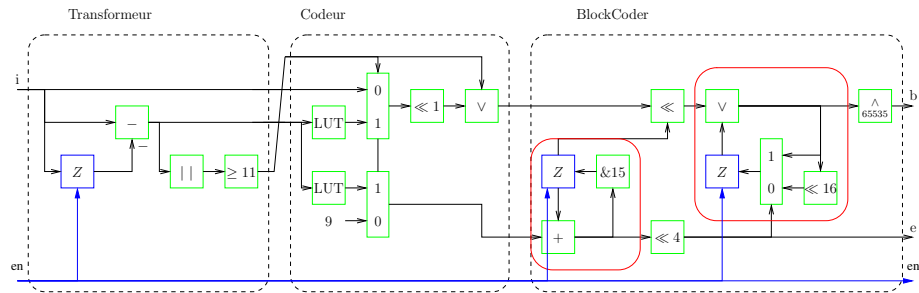 Transformeur Codeur BlockCoder
i
0
≪ 1
∨
≪
∨
∧
65535
b
−
LUT
1
−
1
Z
| |
≥ 11
LUT
1
Z
&15
Z
0
≪ 16
9
0
+
≪ 4
e
en
en